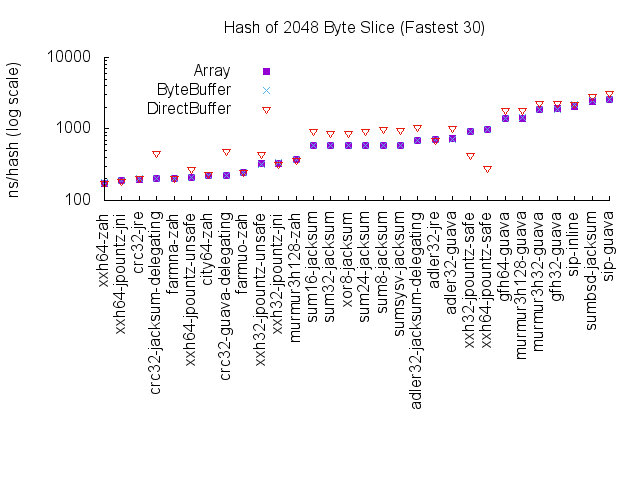 Hash of 2048 Byte Slice (Fastest 30)
ns/hash (log scale)
10000
1000
100
Array
ByteBuffer
DirectBuffer
xxh64-zah
xxh64-jpountz-jni
crc32-jre
crc32-jacksum-delegating
farmna-zah
xxh64-jpountz-unsafe
city64-zah
crc32-guava-delegating
farmuo-zah
xxh32-jpountz-unsafe
xxh32-jpountz-jni
murmur3h128-zah
sum16-jacksum
sum32-jacksum
xor8-jacksum
sum24-jacksum
sum8-jacksum
sumsysv-jacksum
adler32-jacksum-delegating
adler32-jre
adler32-guava
xxh32-jpountz-safe
xxh64-jpountz-safe
gfh64-guava
murmur3h128-guava
murmur3h32-guava
gfh32-guava
sip-inline
sumbsd-jacksum
sip-guava